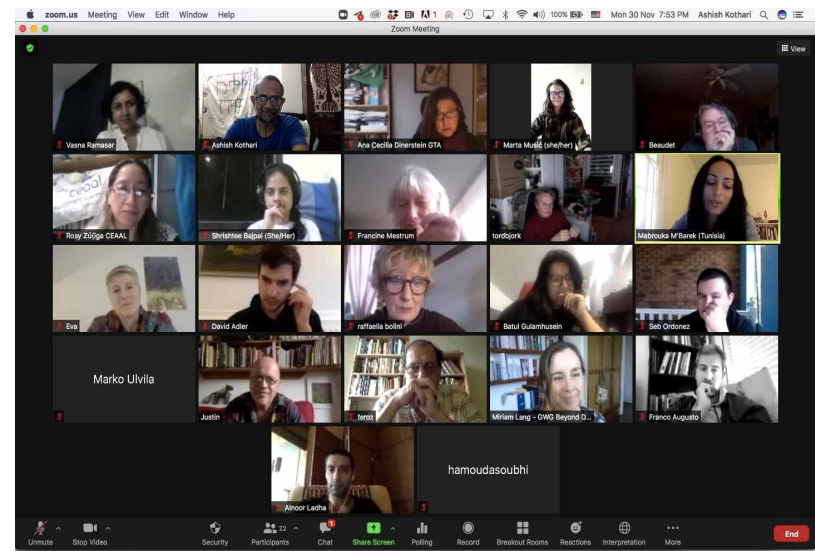 zoom.us Meeting View Edit Window Help 1 100% Mon 30 Nov 7:53 PM Ashish Kothari
Zoom Meeting
View
Vasna Ramasar
Ashish Kothari
Ana Cecilia Dinerstein GTA
Marta Musić (she/her)
Beaudet
ceaal
Rosy Zúñiga CEAAL
Shrishtee Bajpai (She/Her)
Francine Mestrum
tordbjork
Mabrouka M'Barek (Tunisia)
Eva
David Adler
raffaella bolini
Batul Gulamhusein
Seb Ordonez
Marko Ulvila
Justin
feroz
Miriam Lang - GWG Beyond D...
Franco Augusto
Alnoor Ladha
hamoudasoubhi
Unmute Stop Video Security Participants 22 Chat 1 Share Screen Polling Record Breakout Rooms Reactions Interpretation More End